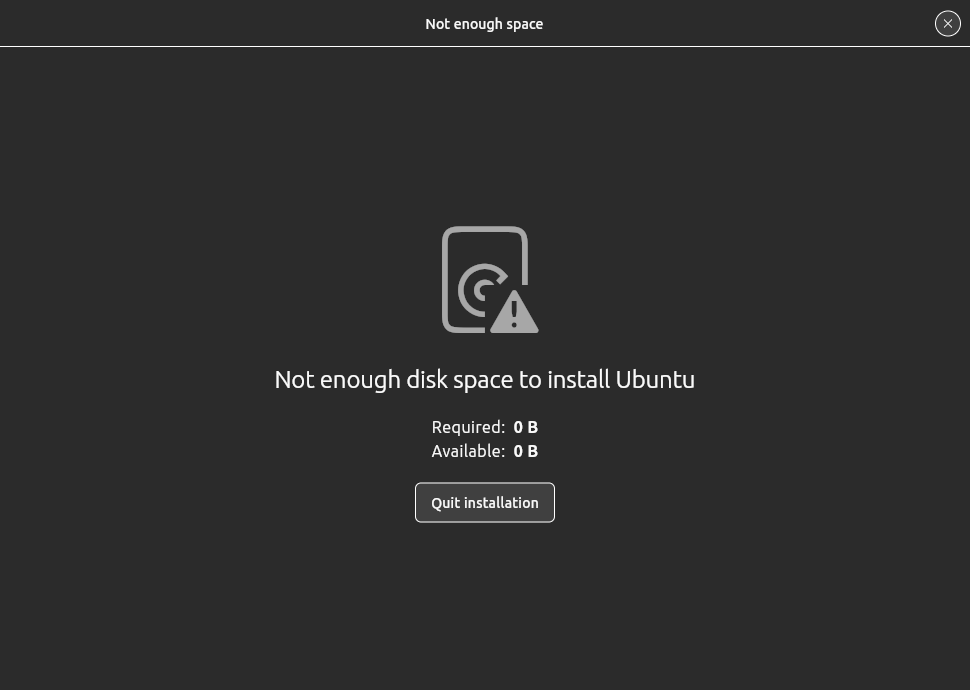 Not enough space
Not enough disk space to install Ubuntu
Required: 0 B
Available: 0 B
Quit installation